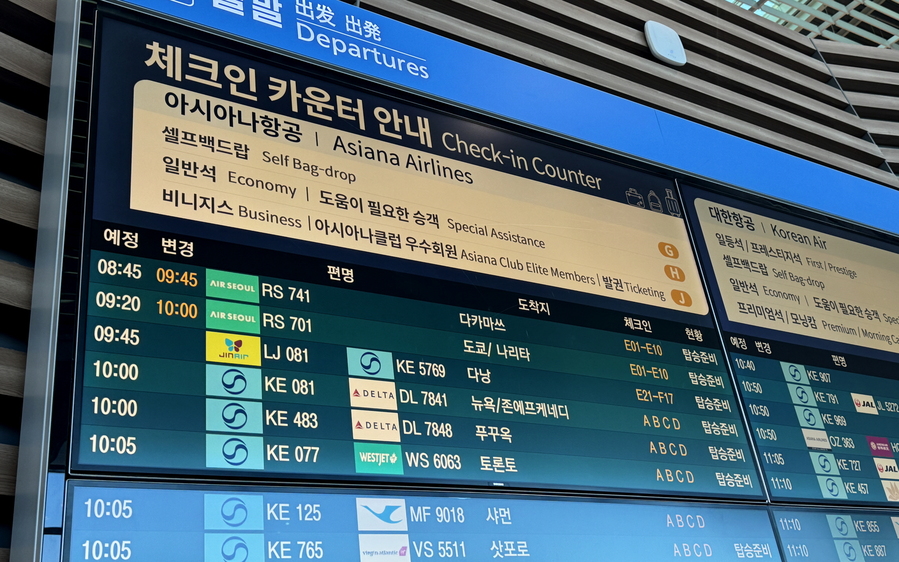 출발 出发 出発
Departures
체크인 카운터 안내 Check-in Counter
아시아나항공 | Asiana Airlines
셀프백드랍 Self Bag-drop
일반석 Economy | 도움이 필요한 승객 Special Assistance G
H
비니지스 Business | 아시아나클럽 우수회원 Asiana Club Elite Members | 발권 Ticketing J
예정 변경 편명 도착지 체크인 현황
08:45 09:45 AIR SEOUL RS 741 다카마쓰 E01-E10 탑승준비
09:20 10:00 AIR SEOUL RS 701 도쿄/ 나리타 E01-E10 탑승준비
09:45 JINAIR LJ 081 KE 5769 다낭 E21-F17 탑승준비
10:00 KE 081 DELTA DL 7841 뉴욕/존에프케네디 ABCD 탑승준비
10:00 KE 483 DELTA DL 7848 푸꾸옥 ABCD 탑승준비
10:05 KE 077 WESTJET WS 6063 토론토 ABCD 탑승준비
10:05 KE 125 MF 9018 샤먼 ABCD
10:05 KE 765 virgin atlantic VS 5511 삿포로 ABCD 탑승준비
대한항공 | Korean Air
일등석 | 프레스티지석 First / Prestige
셀프백드랍 Self Bag-drop
일반석 Economy | 도움이 필요한 승객
프리미엄석 / 모닝캄 Premium / Morning
예정 변경 편명
10:40 KE 907
10:50 KE 791 JAL JL 5272
10:50 KE 969
10:50 OZ 303
11:05 KE 727 JAL
11:10 KE 457
11:10 KE 855
11:10 KE 887